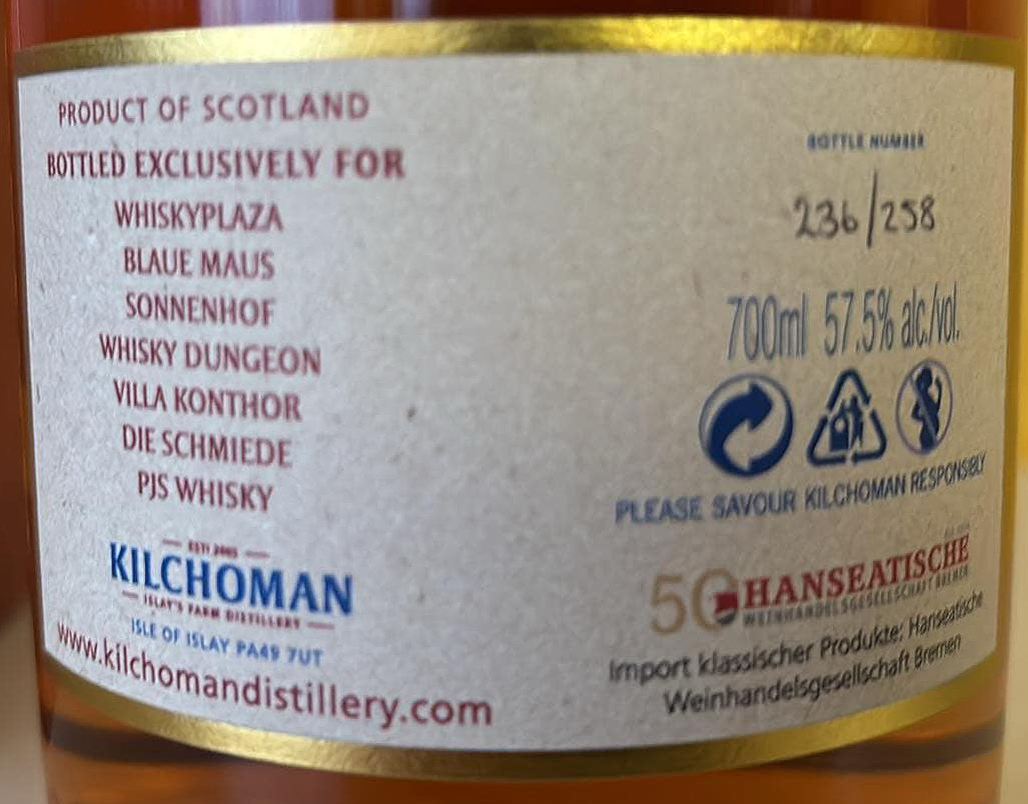 PRODUCT OF SCOTLAND
BOTTLED EXCLUSIVELY FOR
WHISKYPLAZA
BLAUE MAUS
SONNENHOF
WHISKY DUNGEON
VILLA KONTHOR
DIE SCHMIEDE
PJS WHISKY
ESTD 2005
KILCHOMAN
ISLAY'S FARM DISTILLERY
ISLE OF ISLAY PA49 7UT
www.kilchomandistillery.com
BOTTLE NUMBER
236/258
700ml 57.5% alc./vol.
PLEASE SAVOUR KILCHOMAN RESPONSIBLY
50 HANSEATISCHE
WEINHANDELSGESELLSCHAFT BREMEN
Import klassischer Produkte: Hanseatische
Weinhandelsgesellschaft Bremen